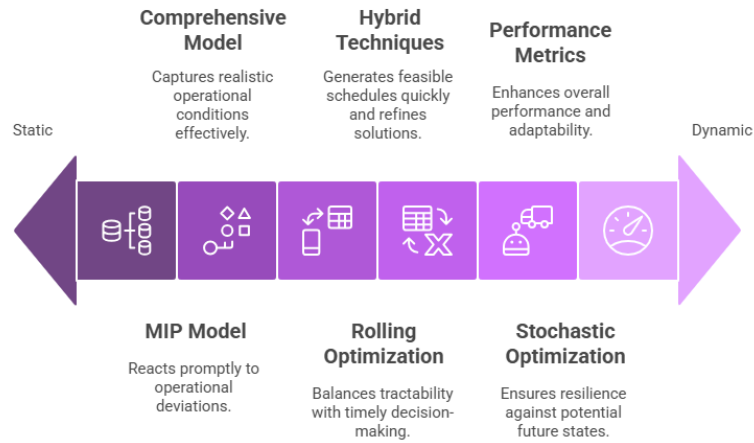 Comprehensive
Model
Captures realistic
operational
conditions
effectively.
Hybrid
Techniques
Generates feasible
schedules quickly
and refines
solutions.
Performance
Metrics
Enhances overall
performance and
adaptability.
Static
Dynamic
MIP Model
Reacts promptly to
operational
deviations.
Rolling
Optimization
Balances tractability
with timely decision-
making.
Stochastic
Optimization
Ensures resilience
against potential
future states.